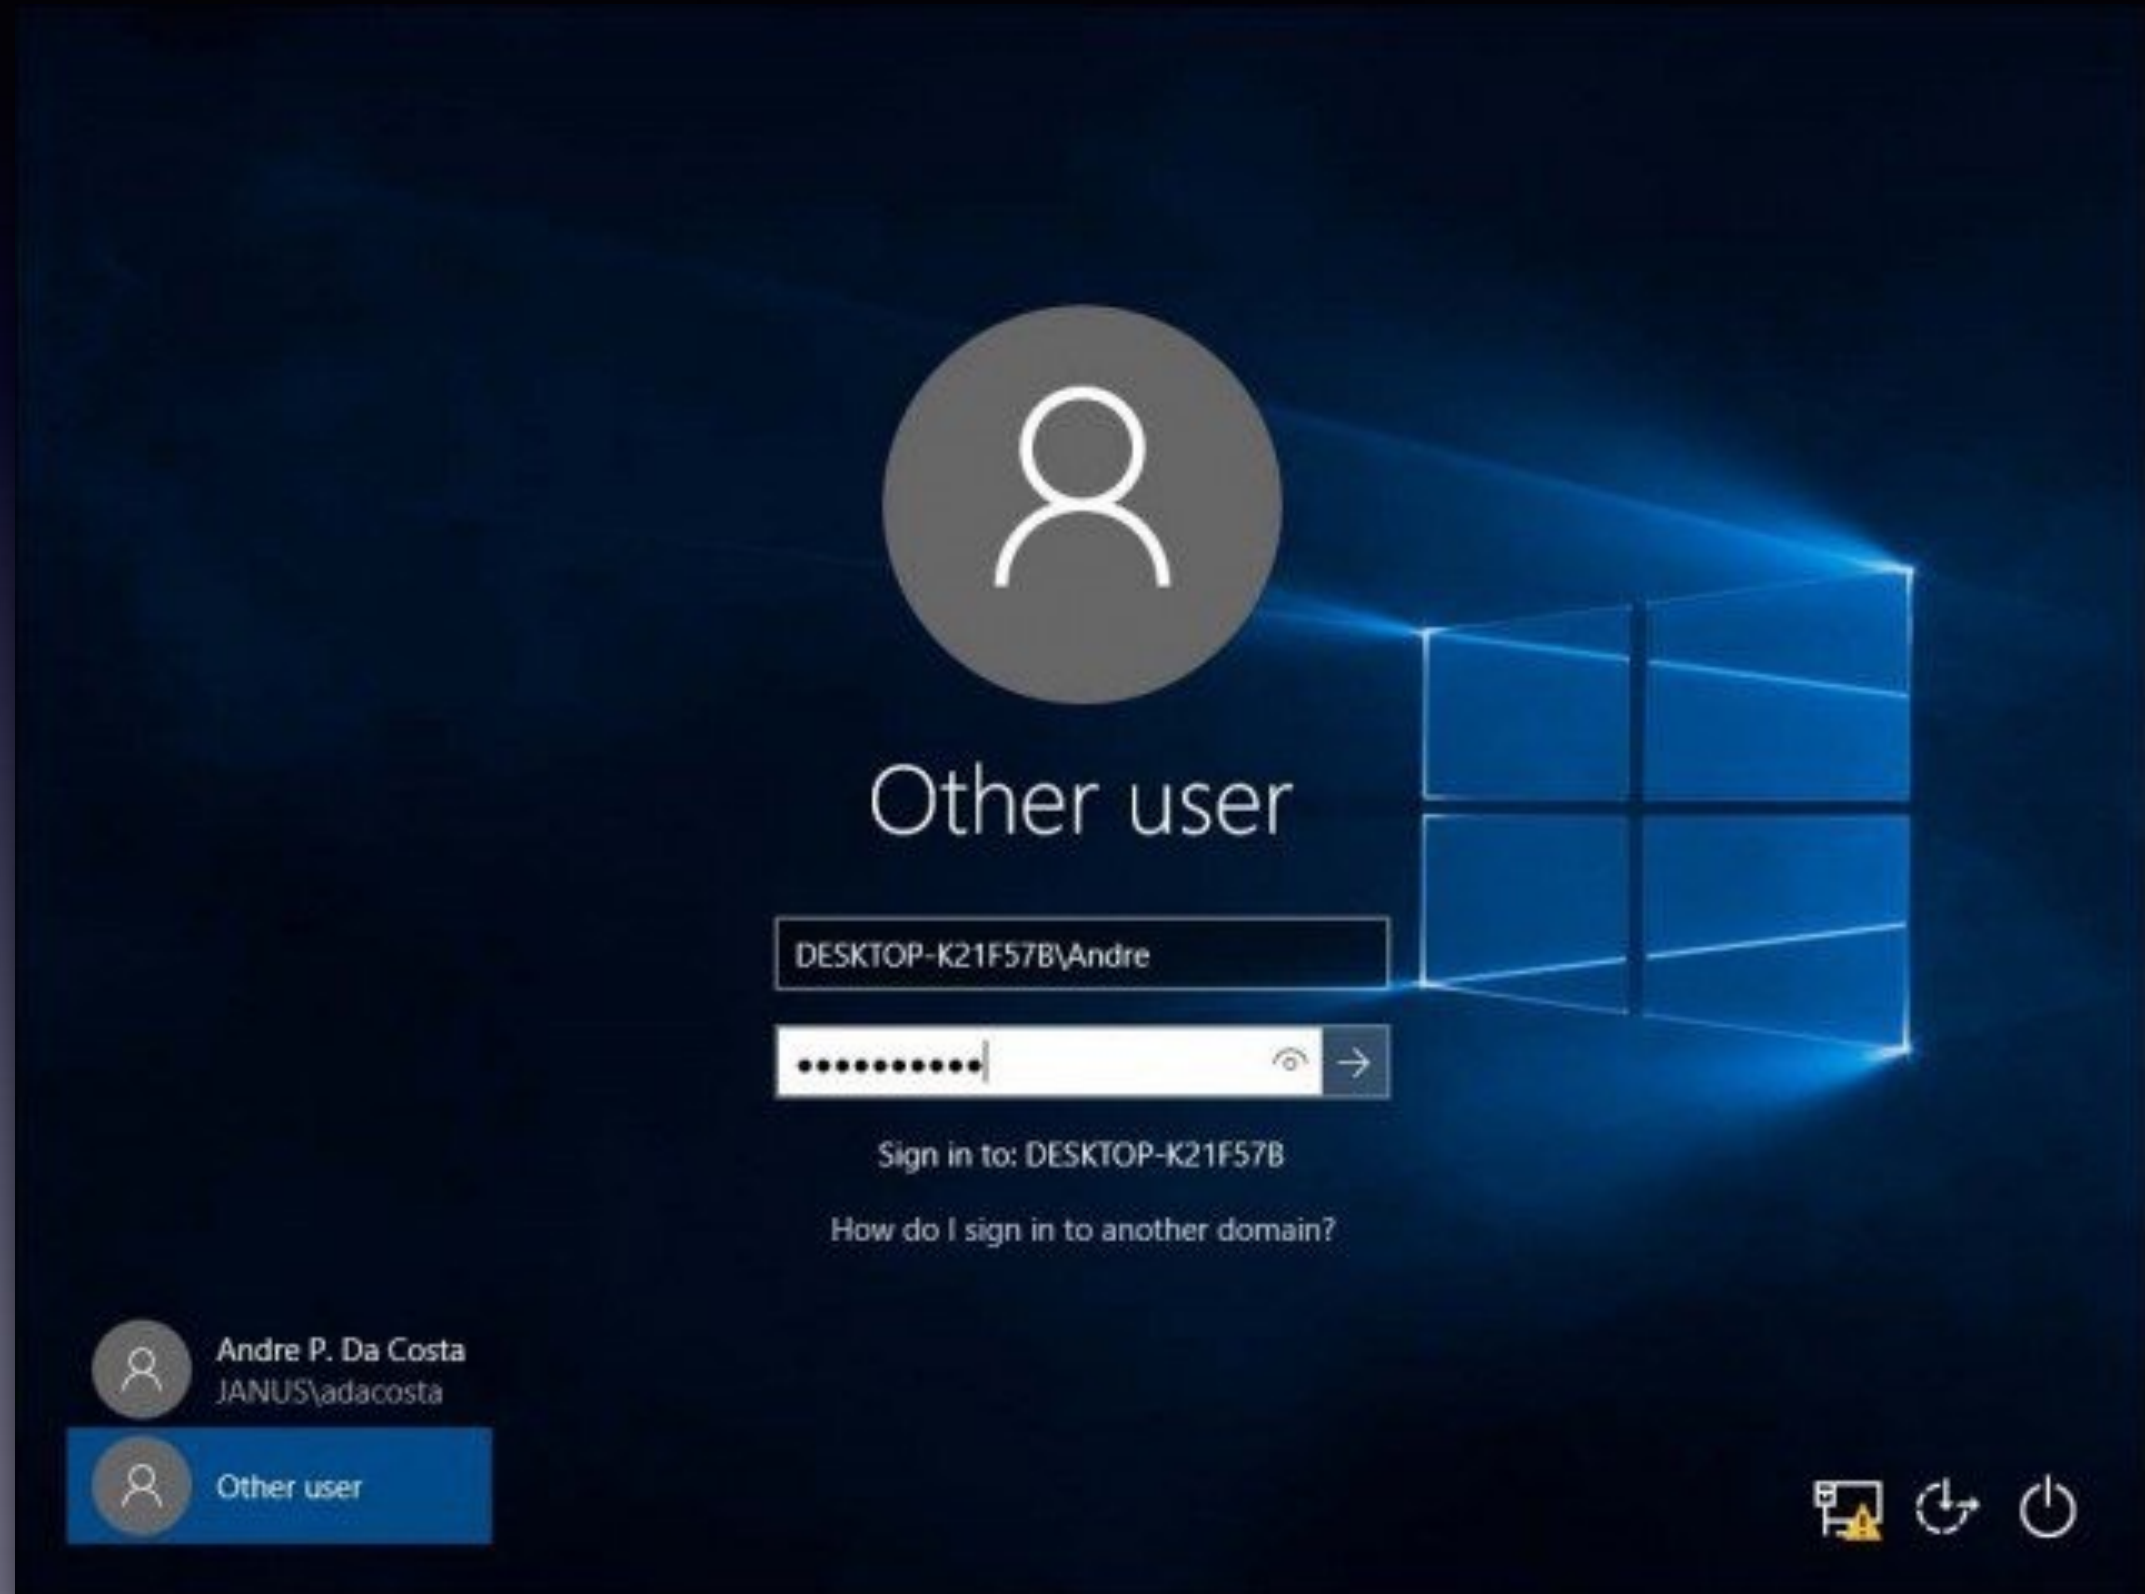 Other user
DESKTOP-K21F57B\Andre
••••••••••
Sign in to: DESKTOP-K21F57B
How do I sign in to another domain?
Andre P. Da Costa
JANUS\adacosta
Other user